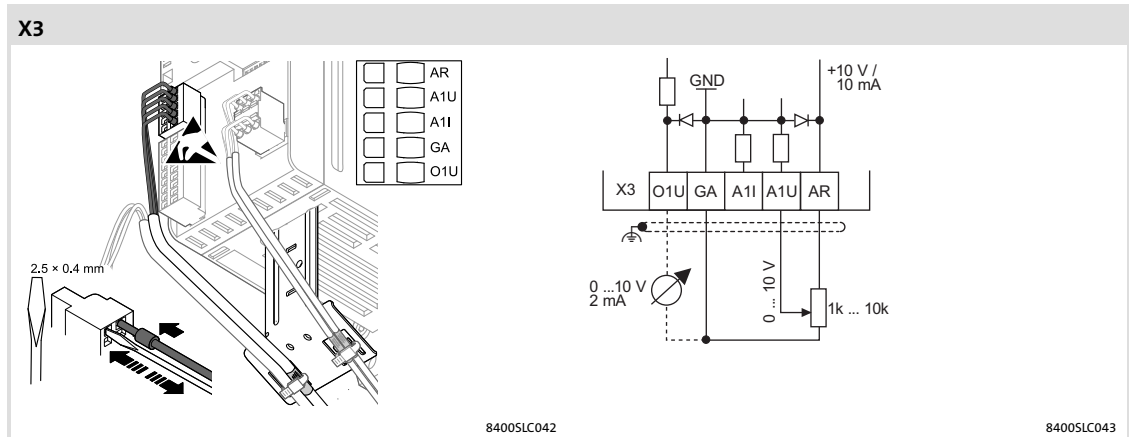 X3
AR
A1U
A1I
GA
O1U
2.5 × 0.4 mm
8400SLC042
GND
+10 V /
10 mA
X3 O1U GA A1I A1U AR
0 ...10 V
2 mA
0 ... 10 V
1k ... 10k
8400SLC043